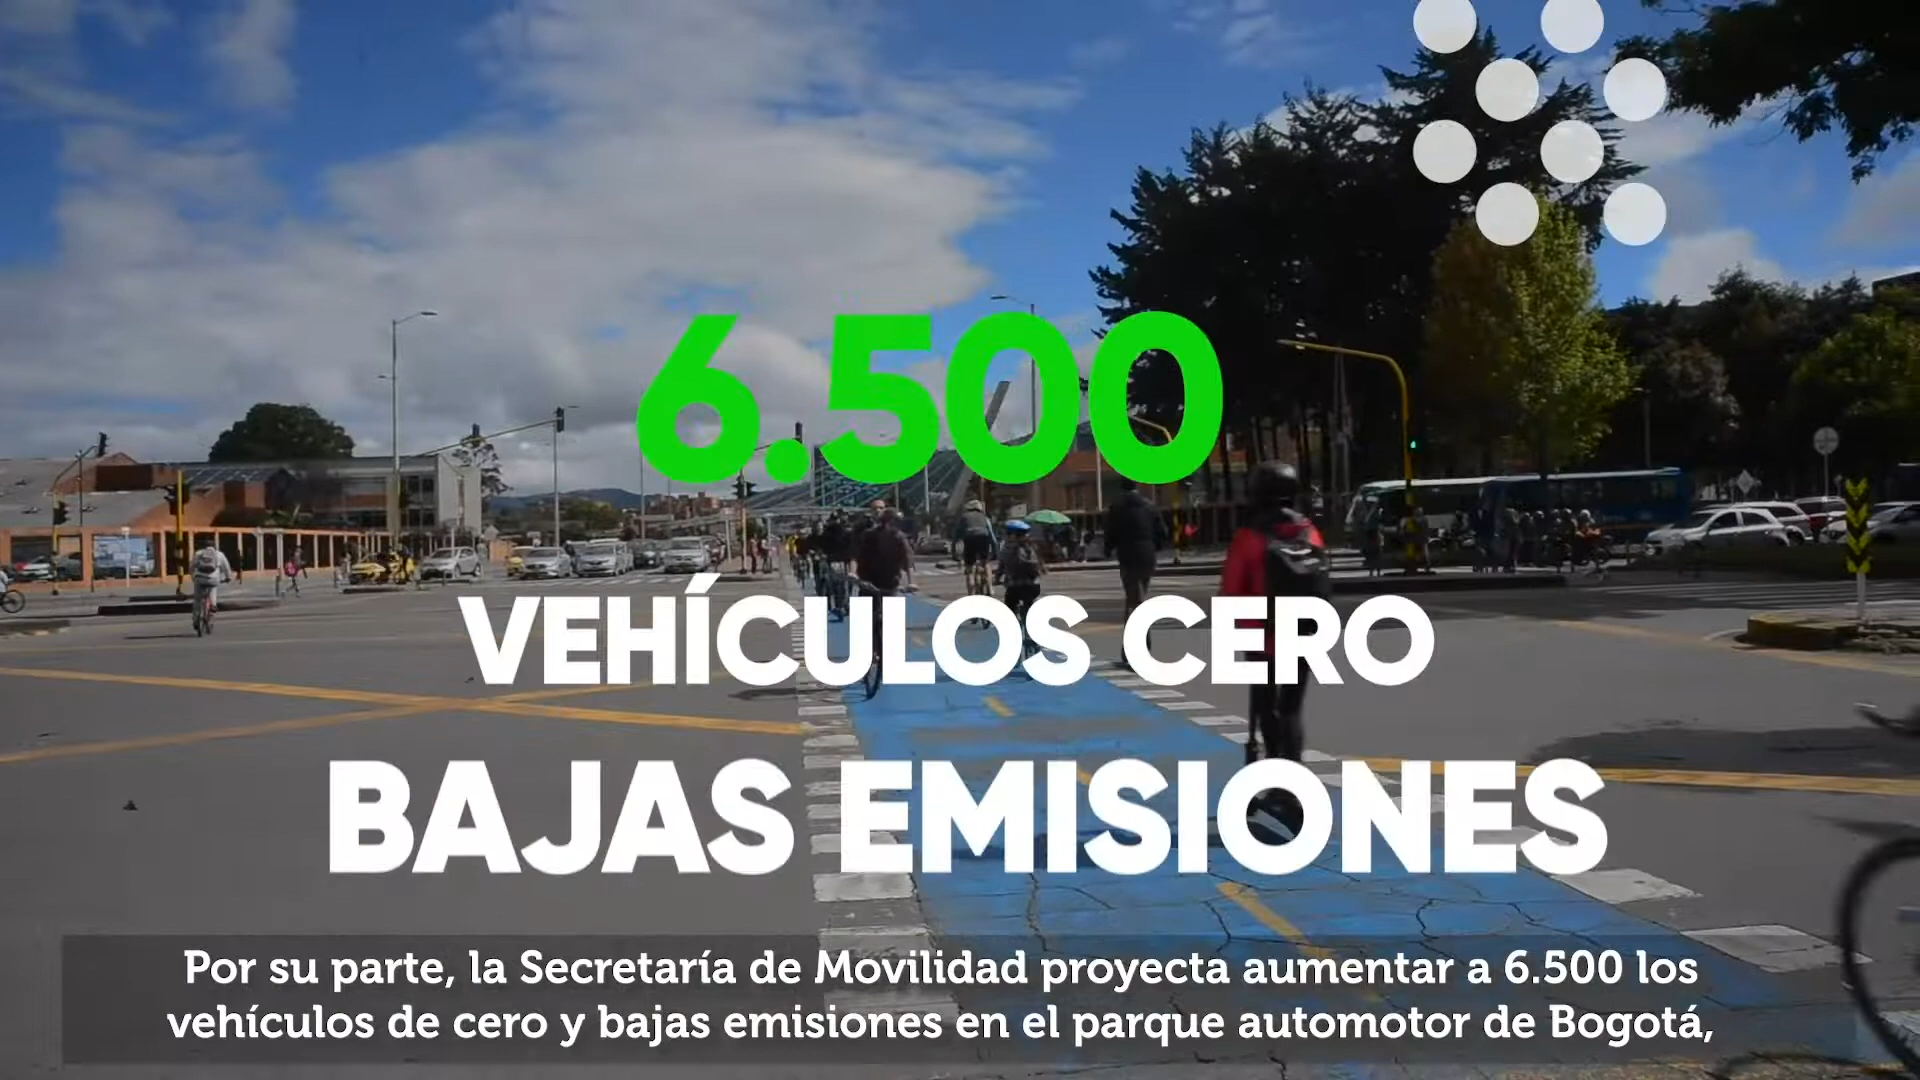 6.500
VEHÍCULOS CERO
BAJAS EMISIONES
Por su parte, la Secretaría de Movilidad proyecta aumentar a 6.500 los
vehículos de cero y bajas emisiones en el parque automotor de Bogotá,